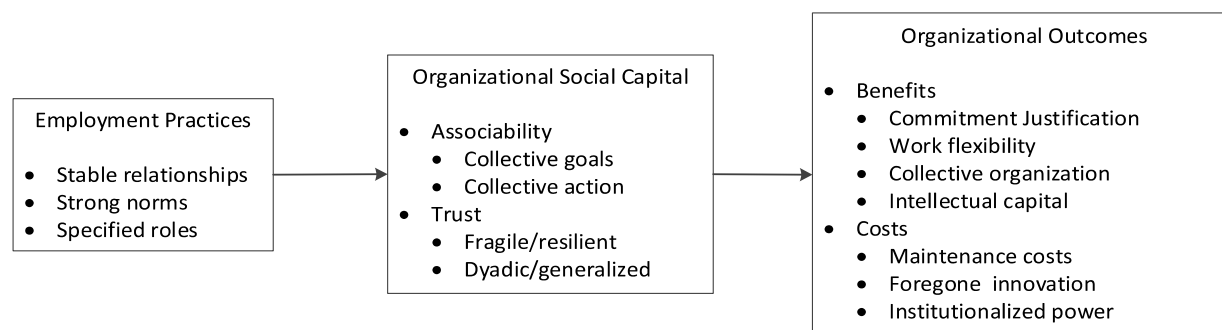 Employment Practices
• Stable relationships
• Strong norms
• Specified roles
Organizational Social Capital
• Associability
• Collective goals
• Collective action
• Trust
• Fragile/resilient
• Dyadic/generalized
Organizational Outcomes
• Benefits
• Commitment Justification
• Work flexibility
• Collective organization
• Intellectual capital
• Costs
• Maintenance costs
• Foregone  innovation
• Institutionalized power